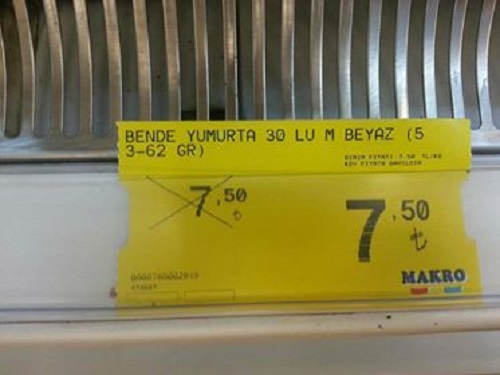 BENDE YUMURTA 30 LU M BEYAZ (5
3-62 GR)
7,50 ₺
7,50 ₺
MAKRO